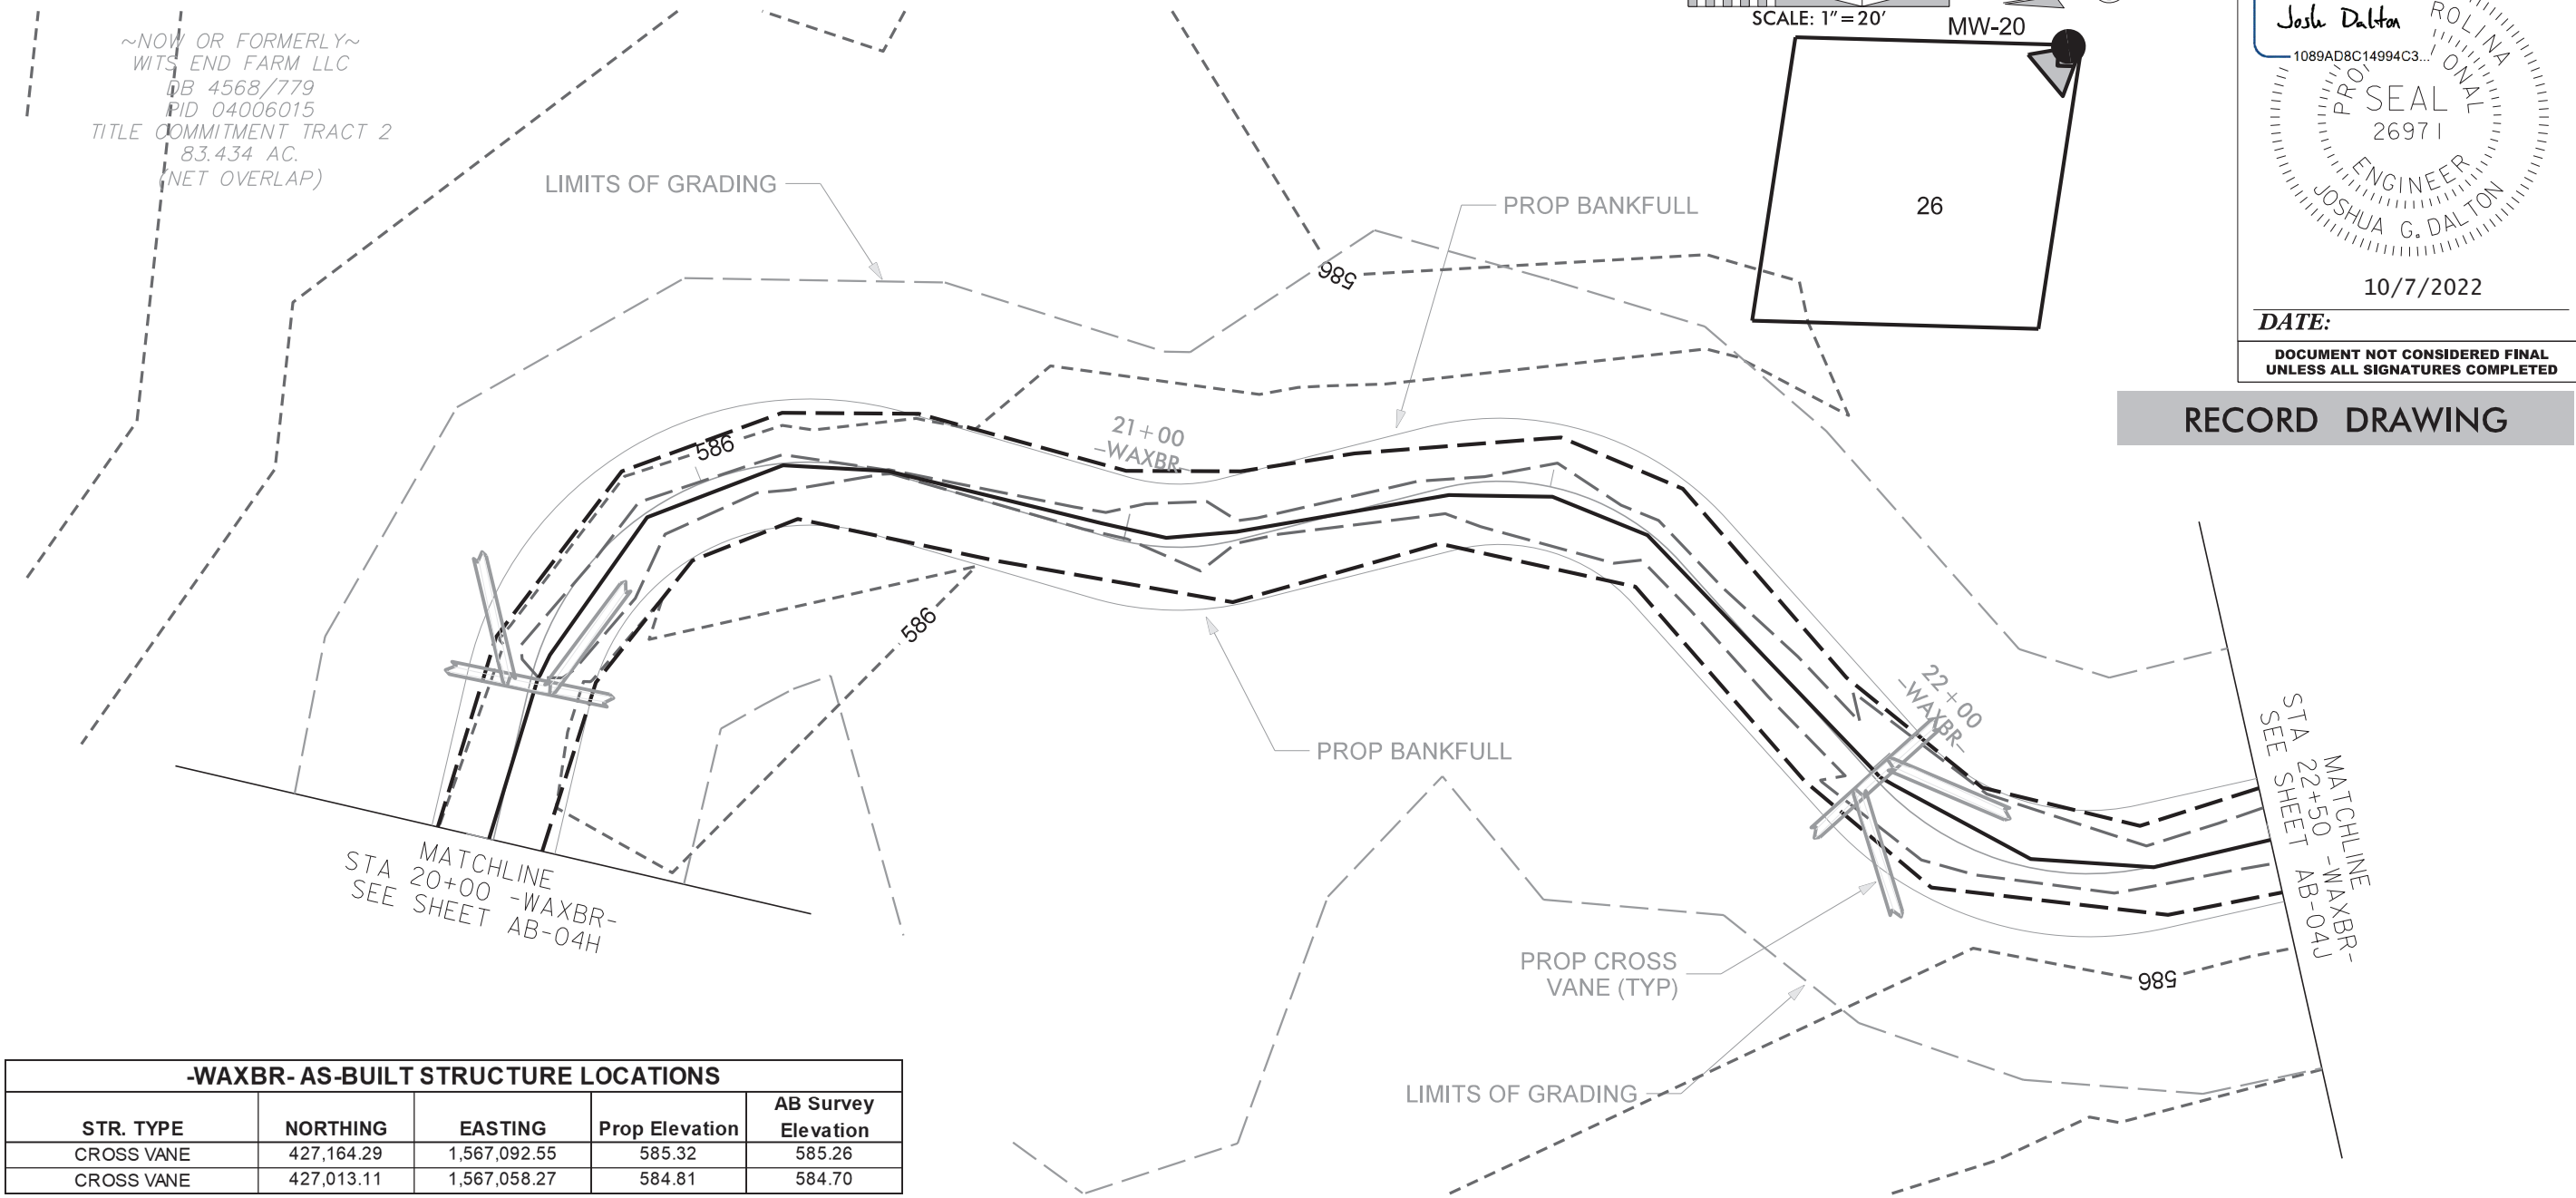 ~NOW OR FORMERLY~
WITS END FARM LLC
DB 4568/779
PID 04006015
TITLE COMMITMENT TRACT 2
83.434 AC.
(NET OVERLAP)
LIMITS OF GRADING
SCALE: 1"=20'
MW-20
26
PROP BANKFULL
Josh Dalton
1089AD8C14994C3...
ROLINA
ONAL
SEAL
26971
ENGINEER
JOSHUA G. DALTON
10/7/2022
DATE:
DOCUMENT NOT CONSIDERED FINAL
UNLESS ALL SIGNATURES COMPLETED
RECORD DRAWING
586
586
21+00
-WAXBR-
586
22+00
-WAXBR-
PROP BANKFULL
MATCHLINE
STA 20+00 -WAXBR-
SEE SHEET AB-04H
MATCHLINE
STA 22+50 -WAXBR-
SEE SHEET AB-04J
PROP CROSS
VANE (TYP)
586
LIMITS OF GRADING
-WAXBR- AS-BUILT STRUCTURE LOCATIONS
STR. TYPE NORTHING EASTING Prop Elevation AB Survey Elevation
CROSS VANE 427,164.29 1,567,092.55 585.32 585.26
CROSS VANE 427,013.11 1,567,058.27 584.81 584.70